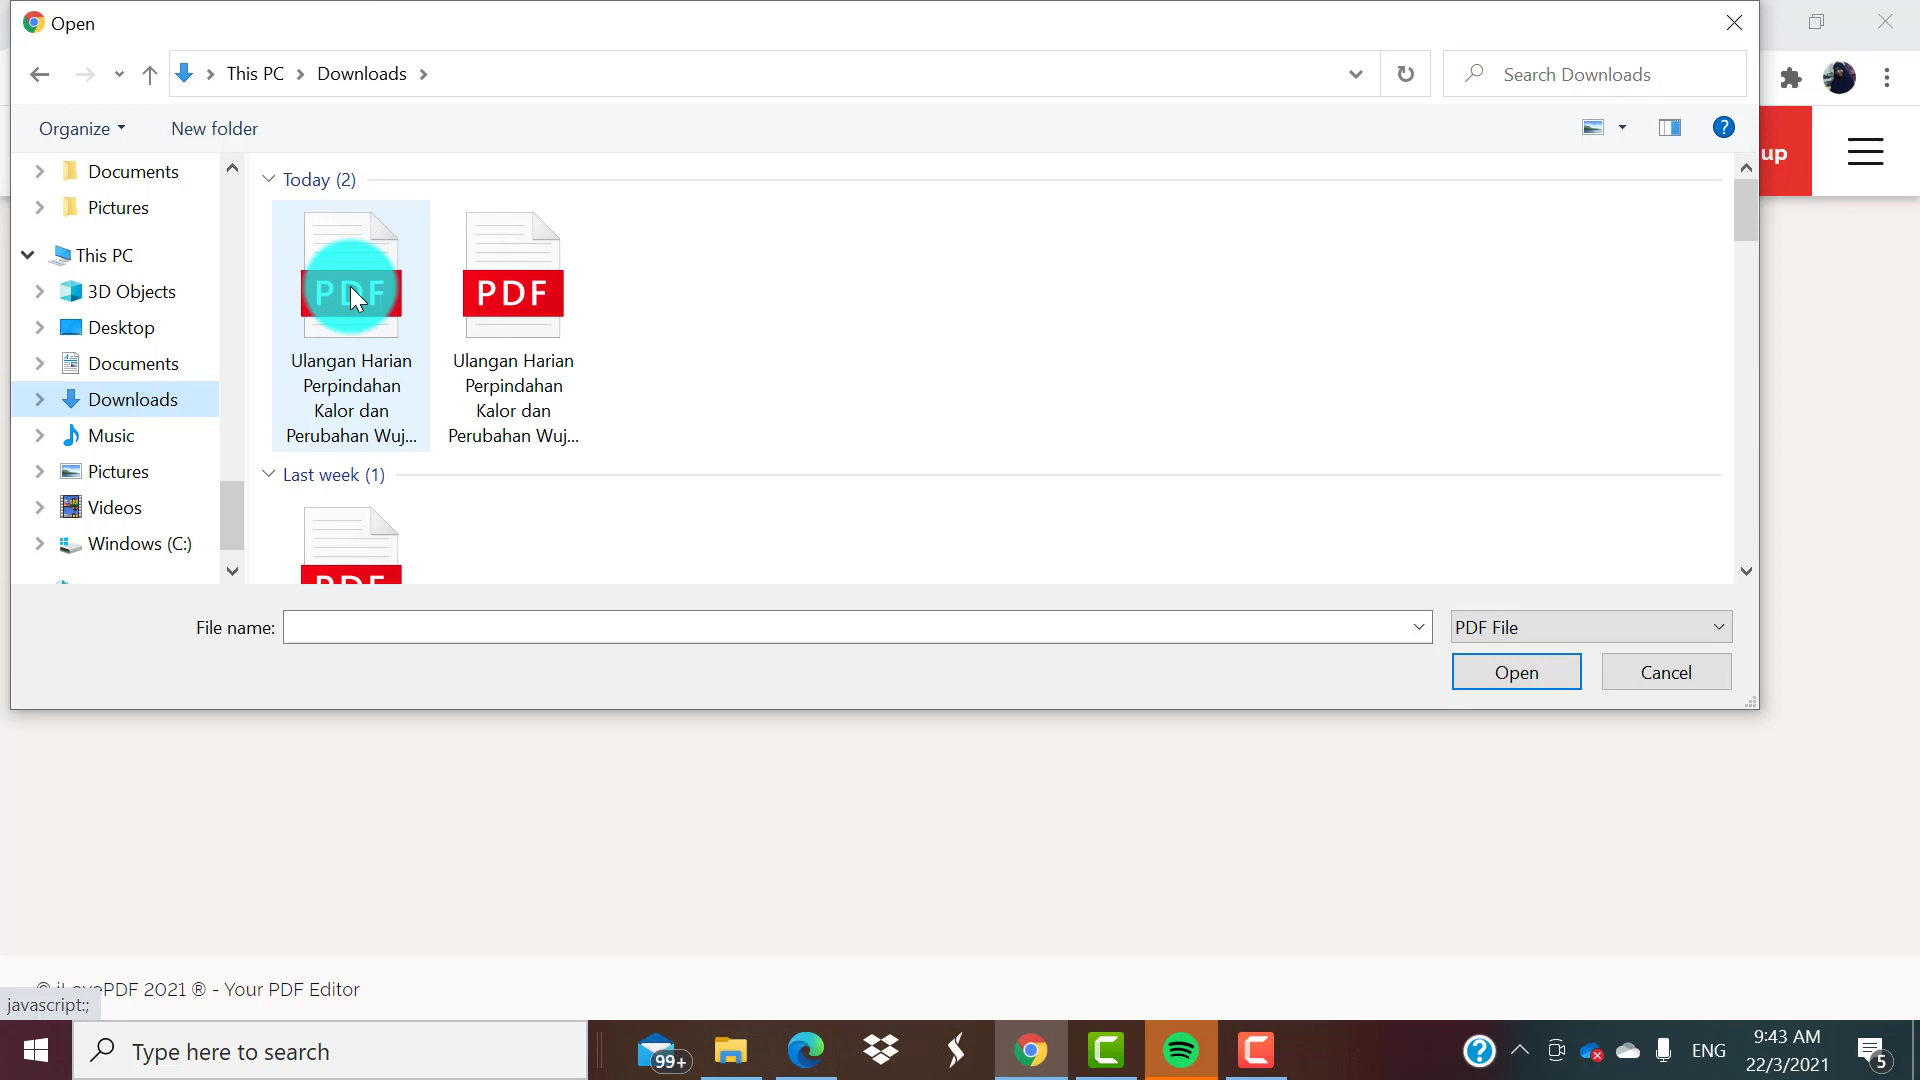 Open
This PC
Downloads
Search Downloads
Organize
New folder
?
up
Documents
Pictures
This PC
3D Objects
Desktop
Documents
Downloads
Music
Pictures
Videos
Windows (C:)
Today (2)
PDF
PDF
Ulangan Harian
Perpindahan
Kalor dan
Perubahan Wuj...
Ulangan Harian
Perpindahan
Kalor dan
Perubahan Wuj...
Last week (1)
PDF
File name:
PDF File
Open
Cancel
© iLovePDF 2021 ® - Your PDF Editor
javascript:;
Type here to search
99+
?
ENG
9:43 AM
22/3/2021
5